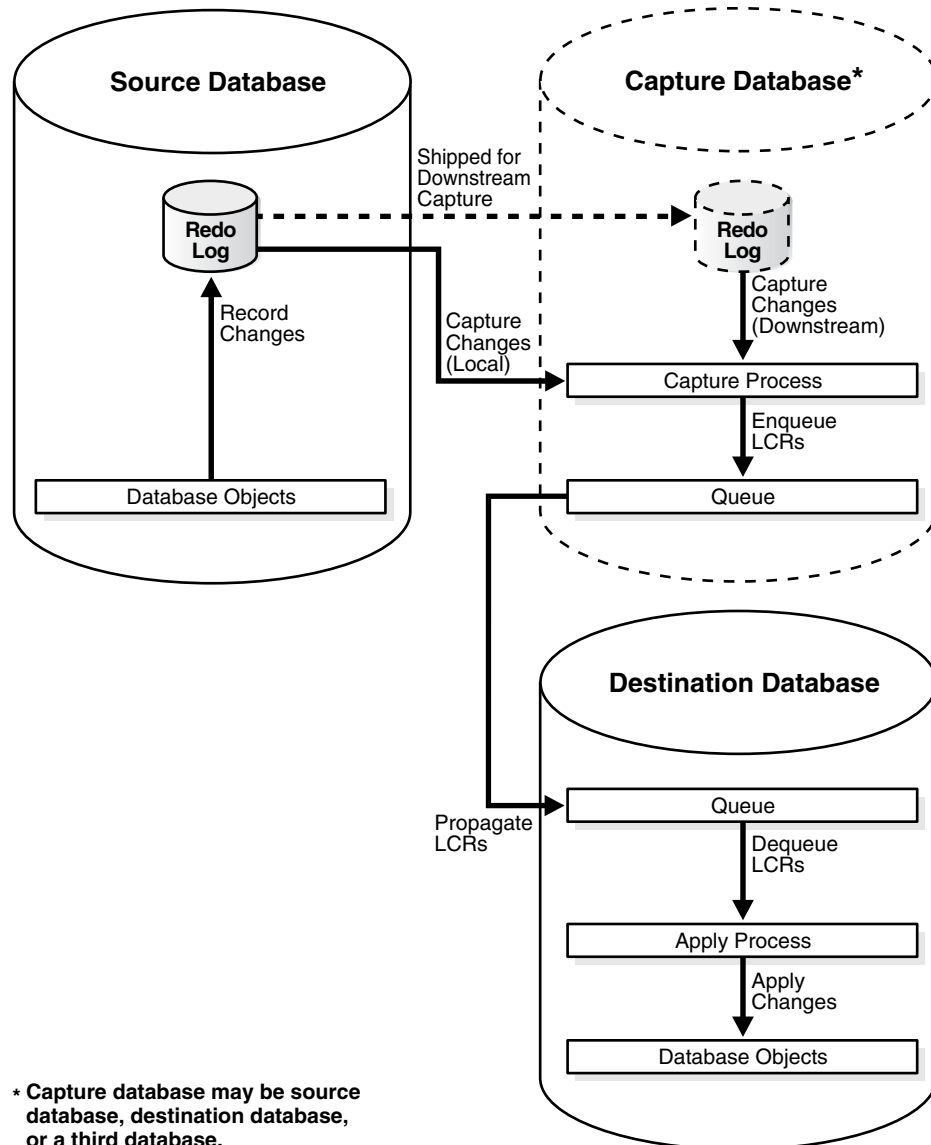 Source Database
Capture Database*
Shipped for
Downstream
Capture
Redo
Log
Redo
Log
Record
Changes
Capture
Changes
(Local)
Capture
Changes
(Downstream)
Capture Process
Enqueue
LCRs
Database Objects
Queue
Destination Database
Propagate
LCRs
Queue
Dequeue
LCRs
Apply Process
Apply
Changes
Database Objects
* Capture database may be source
database, destination database,
or a third database.